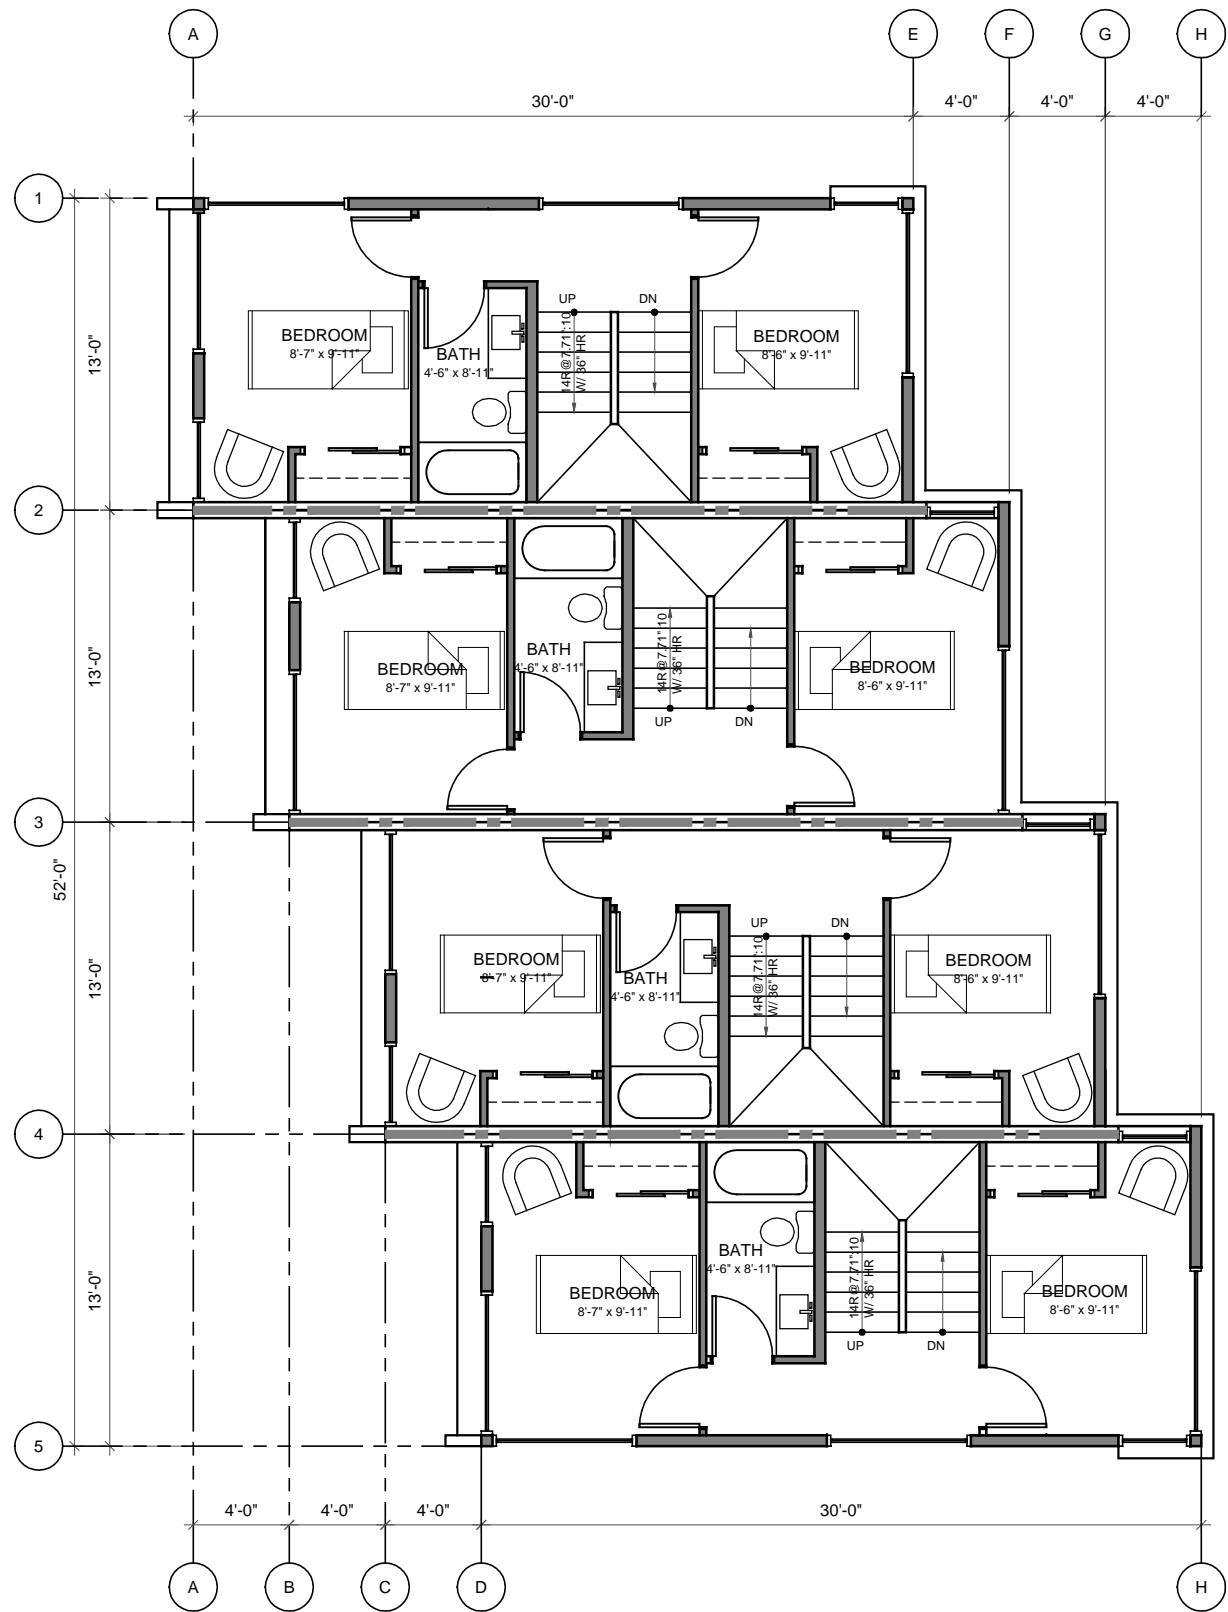 A
E
F
G
H
30'-0"
4'-0"
4'-0"
4'-0"
1
13'-0"
UP
DN
BEDROOM
8'-7" x 9'-11"
BATH
4'-6" x 8'-11"
14R@7.71":10
W/ 36" HR
BEDROOM
8'-6" x 9'-11"
2
13'-0"
BEDROOM
8'-7" x 9'-11"
BATH
4'-6" x 8'-11"
14R@7.71":10
W/ 36" HR
BEDROOM
8'-6" x 9'-11"
UP
DN
3
52'-0"
13'-0"
UP
DN
BEDROOM
8'-7" x 9'-11"
BATH
4'-6" x 8'-11"
14R@7.71":10
W/ 36" HR
BEDROOM
8'-6" x 9'-11"
4
13'-0"
BEDROOM
8'-7" x 9'-11"
BATH
4'-6" x 8'-11"
14R@7.71":10
W/ 36" HR
BEDROOM
8'-6" x 9'-11"
UP
DN
5
4'-0"
4'-0"
4'-0"
30'-0"
A
B
C
D
H